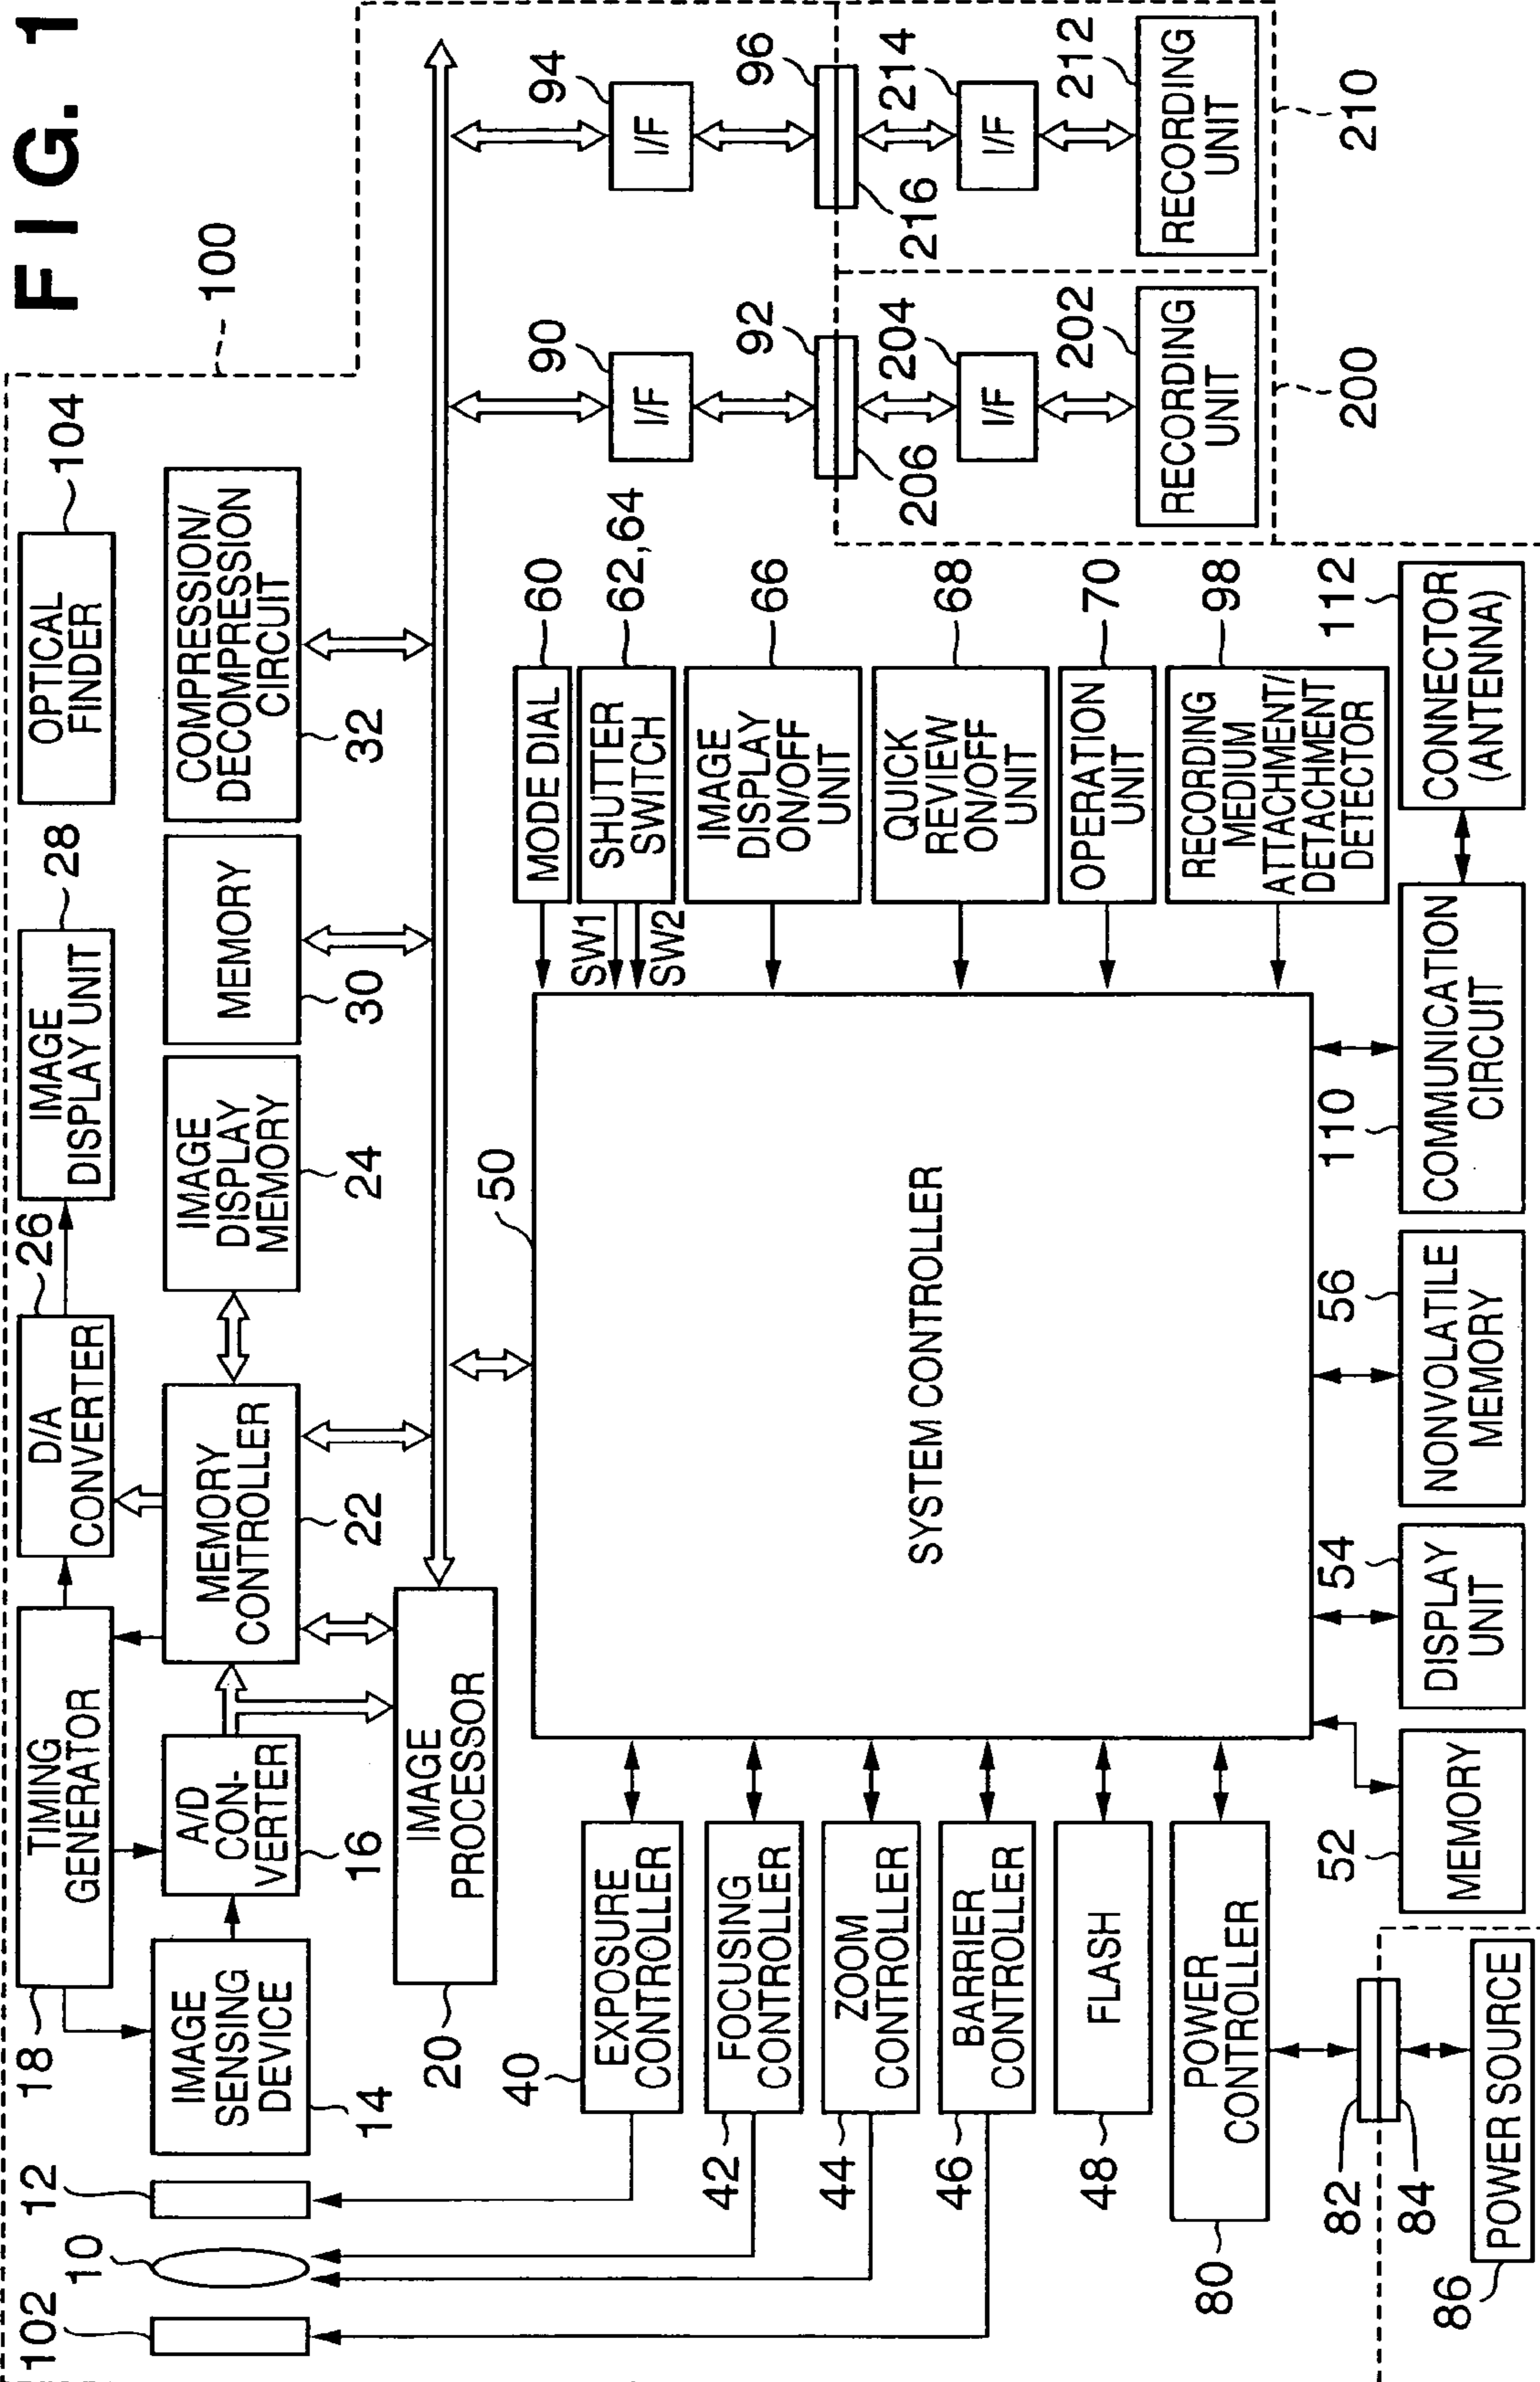 FIG. 1
100
102
10
12
18
TIMING
GENERATOR
D/A
CONVERTER
26
IMAGE
DISPLAY UNIT
28
OPTICAL
FINDER
104
IMAGE
SENSING
DEVICE
14
A/D
CON-
VERTER
16
MEMORY
CONTROLLER
22
IMAGE
DISPLAY
MEMORY
24
MEMORY
30
COMPRESSION/
DECOMPRESSION
CIRCUIT
32
IMAGE
PROCESSOR
20
40
EXPOSURE
CONTROLLER
42
FOCUSING
CONTROLLER
44
ZOOM
CONTROLLER
46
BARRIER
CONTROLLER
48
FLASH
80
POWER
CONTROLLER
82
84
86
POWER SOURCE
50
SYSTEM CONTROLLER
MODE DIAL
60
SW1
SW2
SHUTTER
SWITCH
62,64
IMAGE
DISPLAY
ON/OFF
UNIT
66
QUICK
REVIEW
ON/OFF
UNIT
68
OPERATION
UNIT
70
RECORDING
MEDIUM
ATTACHMENT/
DETACHMENT
DETECTOR
98
52
MEMORY
54
DISPLAY
UNIT
56
NONVOLATILE
MEMORY
110
COMMUNICATION
CIRCUIT
112
CONNECTOR
(ANTENNA)
90
I/F
92
206
204
I/F
202
RECORDING
UNIT
200
94
I/F
96
216
214
I/F
212
RECORDING
UNIT
210